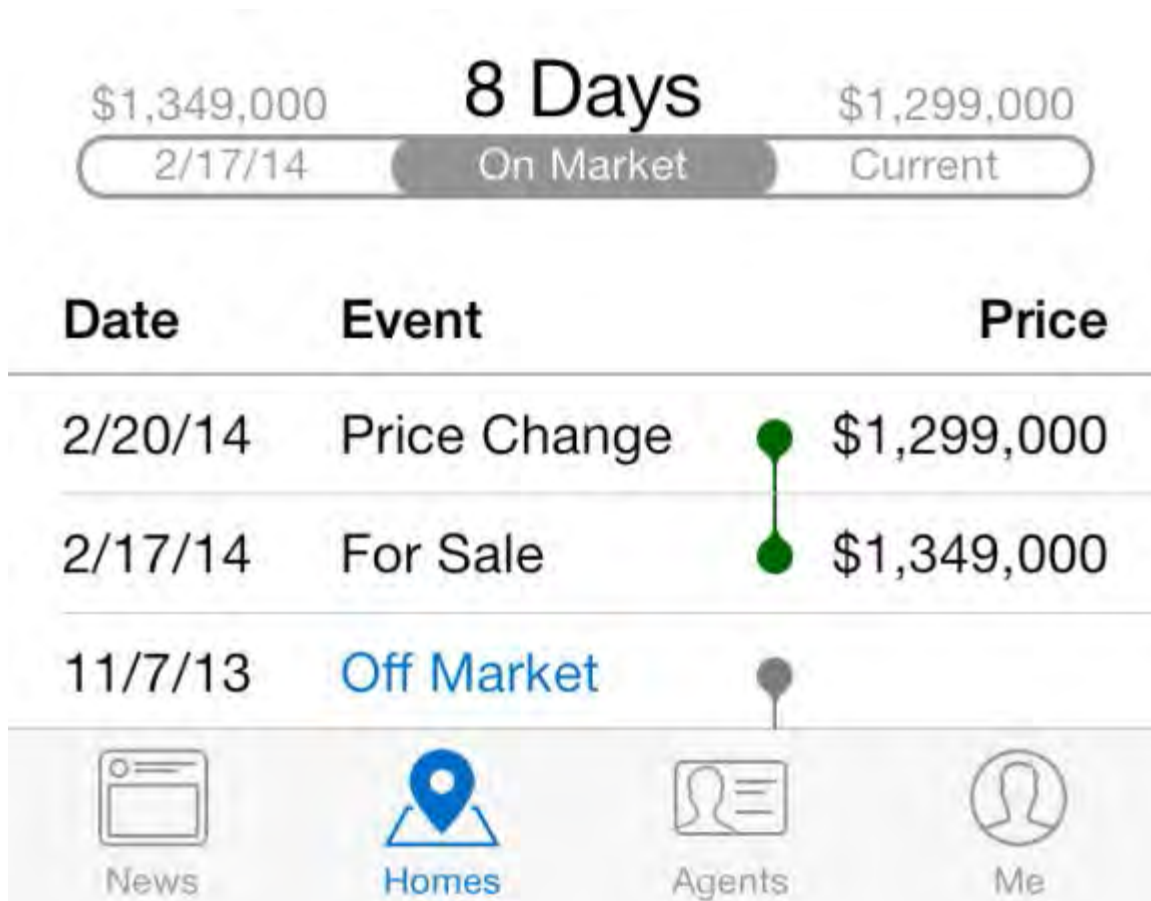 $1,349,000 8 Days $1,299,000
2/17/14 On Market Current
Date Event Price
2/20/14 Price Change $1,299,000
2/17/14 For Sale $1,349,000
11/7/13 Off Market
News Homes Agents Me